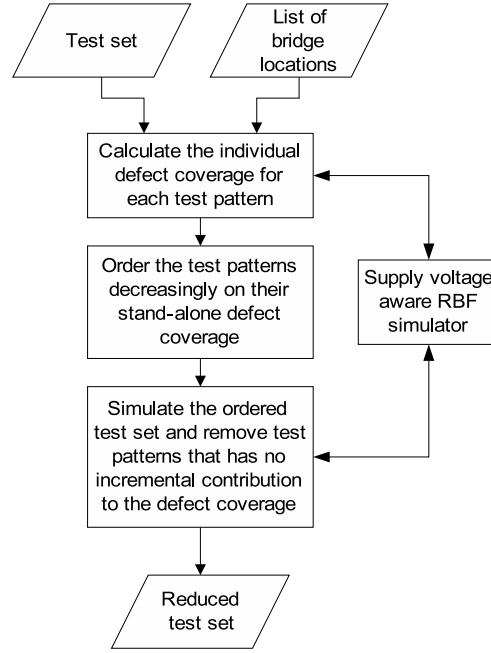 Test set
List of
bridge
locations
Calculate the individual
defect coverage for
each test pattern
Order the test patterns
decreasingly on their
stand-alone defect
coverage
Supply voltage
aware RBF
simulator
Simulate the ordered
test set and remove test
patterns that has no
incremental contribution
to the defect coverage
Reduced
test set